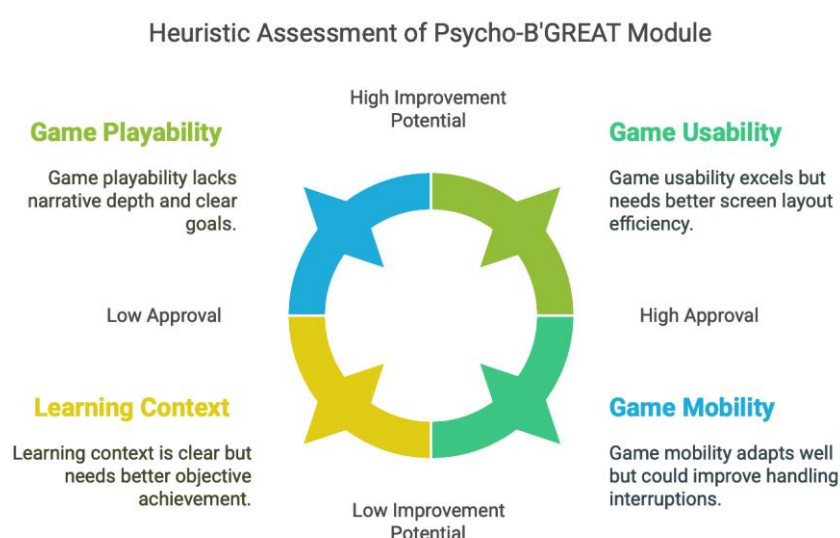 Heuristic Assessment of Psycho-B'GREAT Module
High Improvement
Potential
Game Playability
Game playability lacks
narrative depth and clear
goals.
Game Usability
Game usability excels but
needs better screen layout
efficiency.
Low Approval
High Approval
Learning Context
Learning context is clear but
needs better objective
achievement.
Game Mobility
Game mobility adapts well
but could improve handling
interruptions.
Low Improvement
Potential